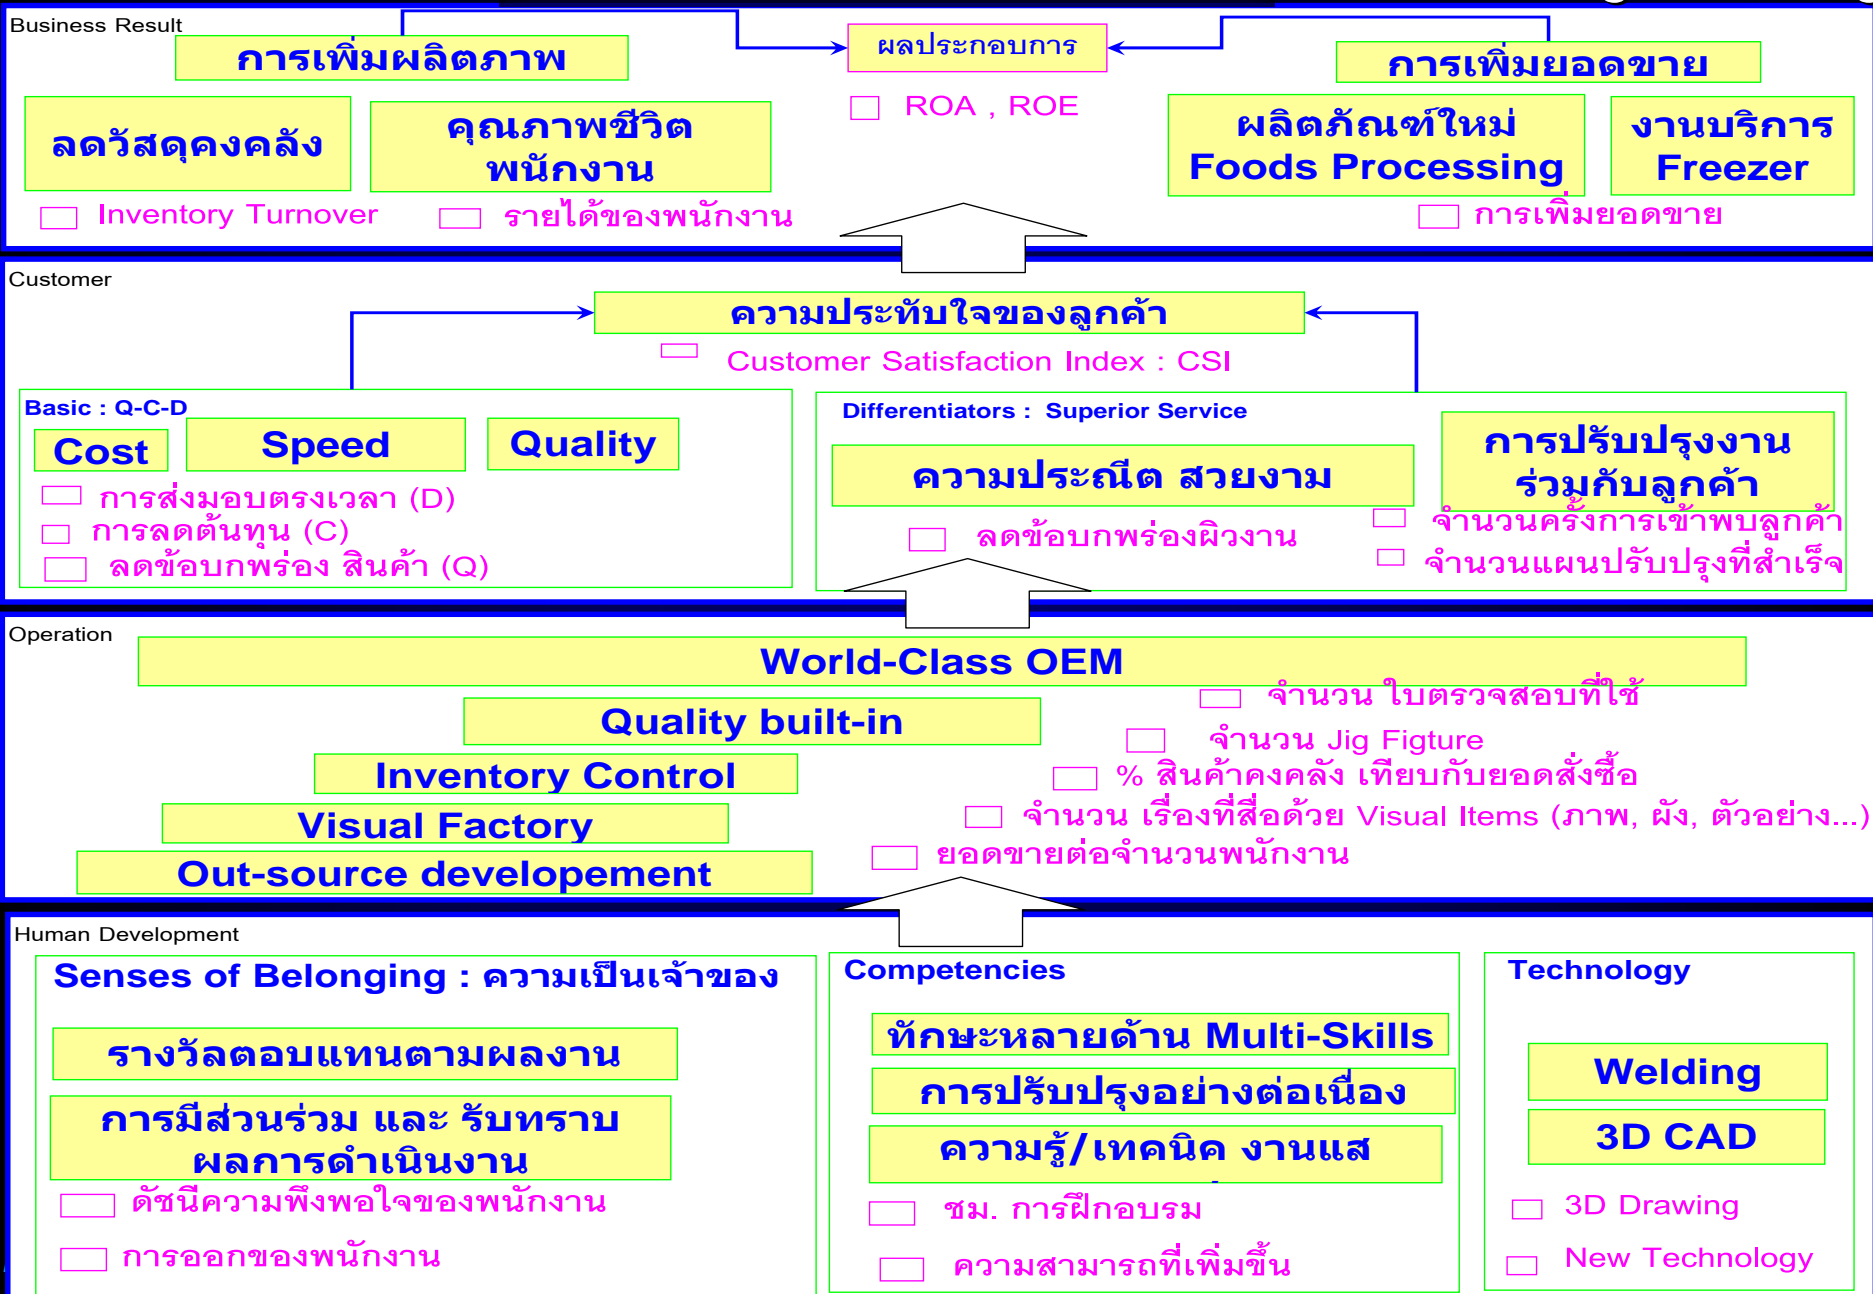 Business Result
การเพิ่มผลิตภาพ
ผลประกอบการ
การเพิ่มยอดขาย
ROA , ROE
ลดวัสดุคงคลัง
คุณภาพชีวิต
พนักงาน
ผลิตภัณฑ์ใหม่
Foods Processing
งานบริการ
Freezer
Inventory Turnover
รายได้ของพนักงาน
การเพิ่มยอดขาย
Customer
ความประทับใจของลูกค้า
Customer Satisfaction Index : CSI
Basic : Q-C-D
Cost
Speed
Quality
การส่งมอบตรงเวลา (D)
การลดต้นทุน (C)
ลดข้อบกพร่อง สินค้า (Q)
Differentiators : Superior Service
ความประณีต สวยงาม
การปรับปรุงงาน
ร่วมกับลูกค้า
ลดข้อบกพร่องผิวงาน
จำนวนครั้งการเข้าพบลูกค้า
จำนวนแผนปรับปรุงที่สำเร็จ
Operation
World-Class OEM
จำนวน ใบตรวจสอบที่ใช้
Quality built-in
จำนวน Jig Figture
Inventory Control
% สินค้าคงคลัง เทียบกับยอดสั่งซื้อ
Visual Factory
จำนวน เรื่องที่สื่อด้วย Visual Items (ภาพ, ผัง, ตัวอย่าง...)
Out-source developement
ยอดขายต่อจำนวนพนักงาน
Human Development
Senses of Belonging : ความเป็นเจ้าของ
รางวัลตอบแทนตามผลงาน
การมีส่วนร่วม และ รับทราบ
ผลการดำเนินงาน
ดัชนีความพึงพอใจของพนักงาน
การออกของพนักงาน
Competencies
ทักษะหลายด้าน Multi-Skills
การปรับปรุงอย่างต่อเนื่อง
ความรู้/เทคนิค งานแส
ชม. การฝึกอบรม
ความสามารถที่เพิ่มขึ้น
Technology
Welding
3D CAD
3D Drawing
New Technology